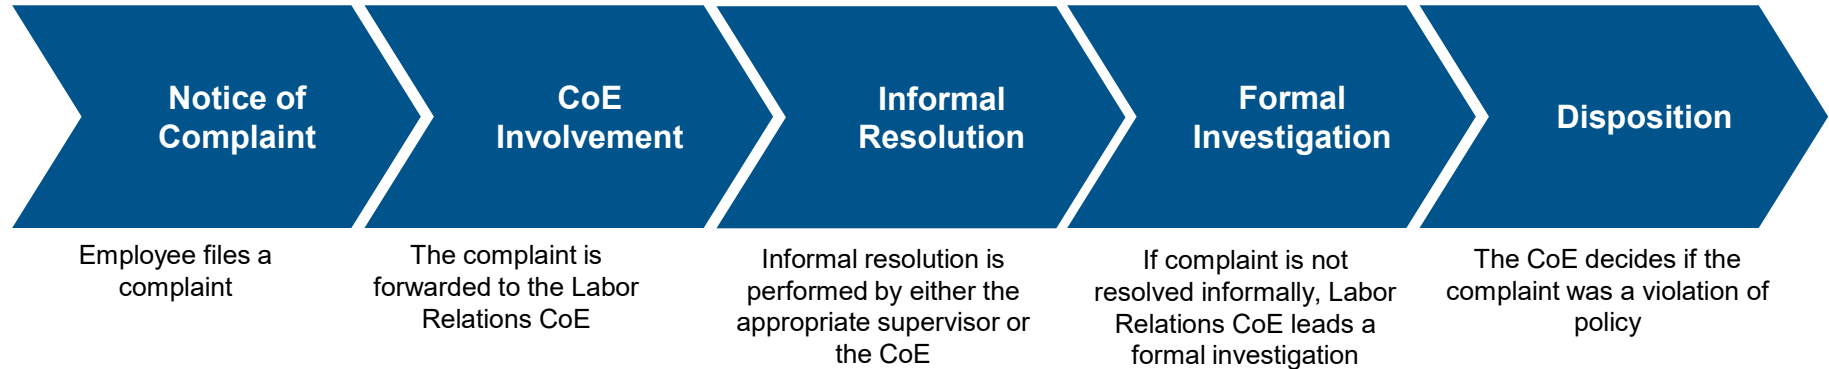 Notice of
Complaint
CoE
Involvement
Informal
Resolution
Formal
Investigation
Disposition
Employee files a
complaint
The complaint is
forwarded to the Labor
Relations CoE
Informal resolution is
performed by either the
appropriate supervisor or
the CoE
If complaint is not
resolved informally, Labor
Relations CoE leads a
formal investigation
The CoE decides if the
complaint was a violation of
policy